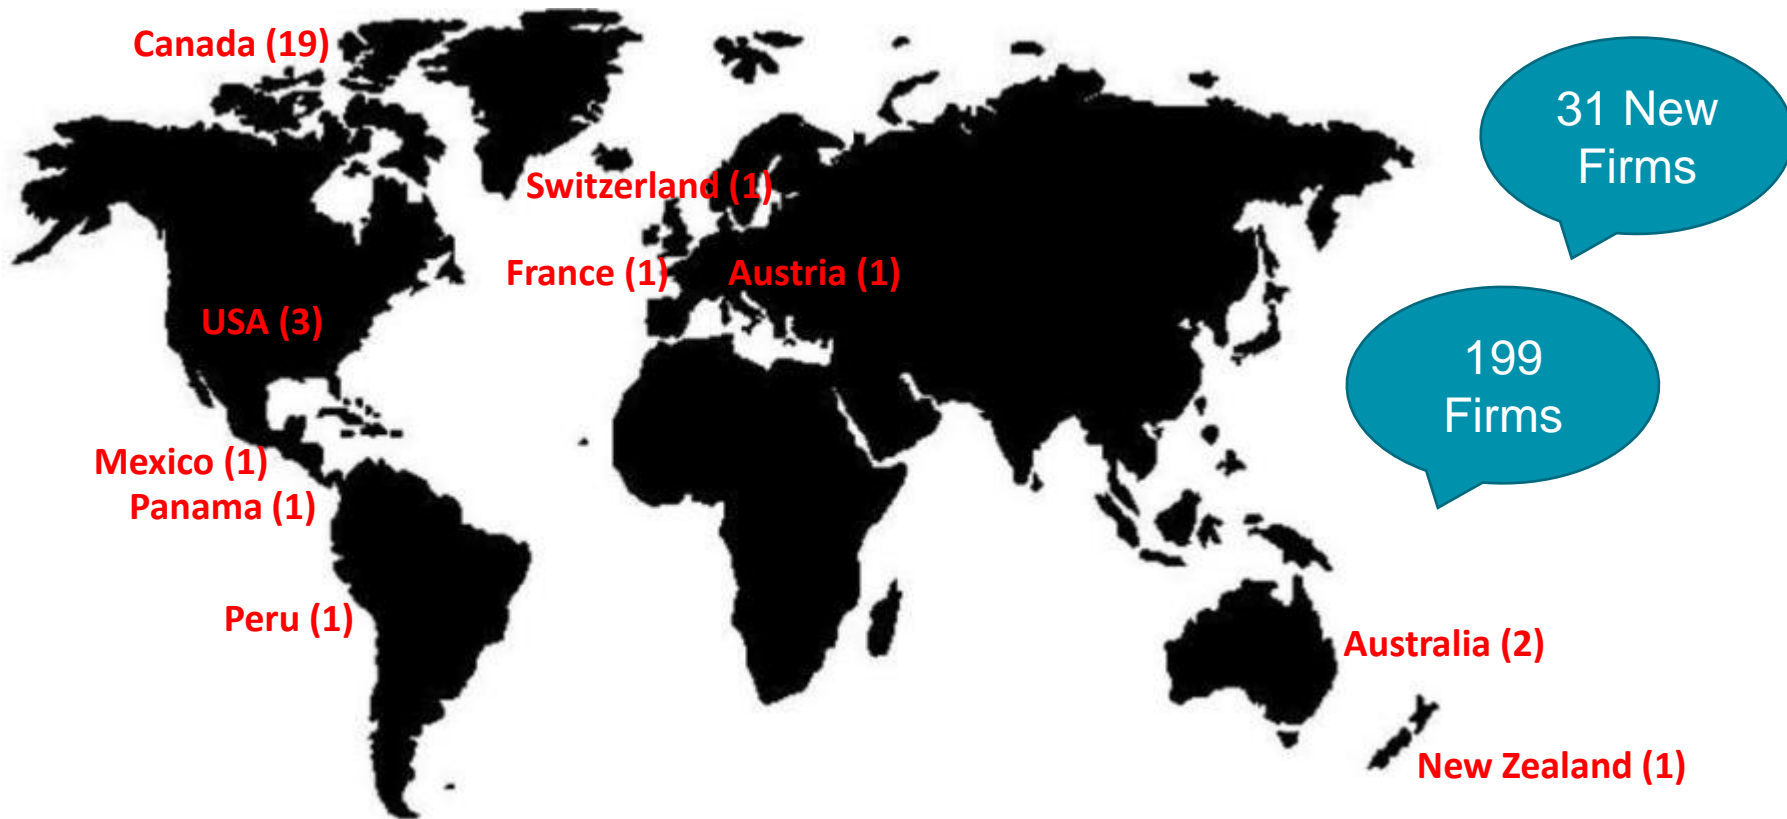 Canada (19)
31 New
Firms
Switzerland (1)
France (1)
Austria (1)
USA (3)
199
Firms
Mexico (1)
Panama (1)
Peru (1)
Australia (2)
New Zealand (1)